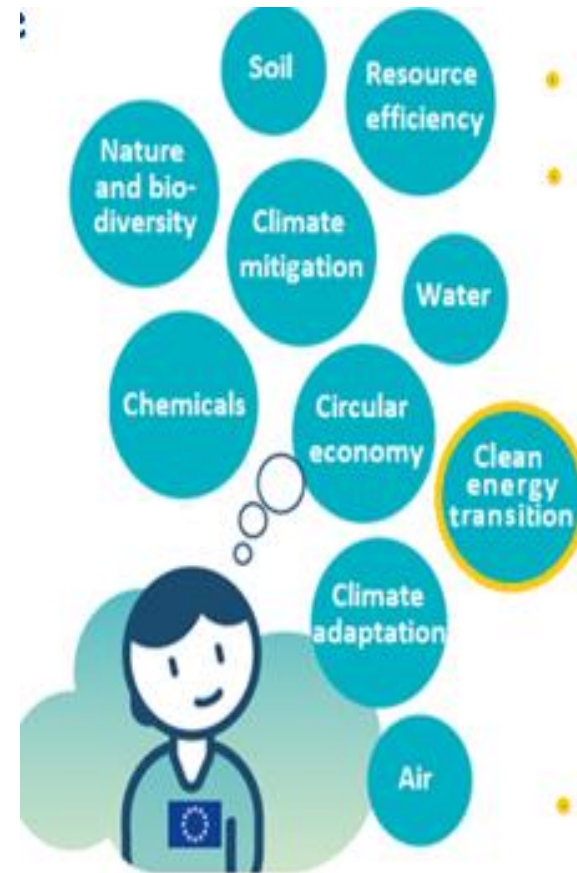 Soil
Resource
efficiency
Nature
and bio-
diversity
Climate
mitigation
Water
Chemicals
Circular
economy
Clean
energy
transition
Climate
adaptation
Air